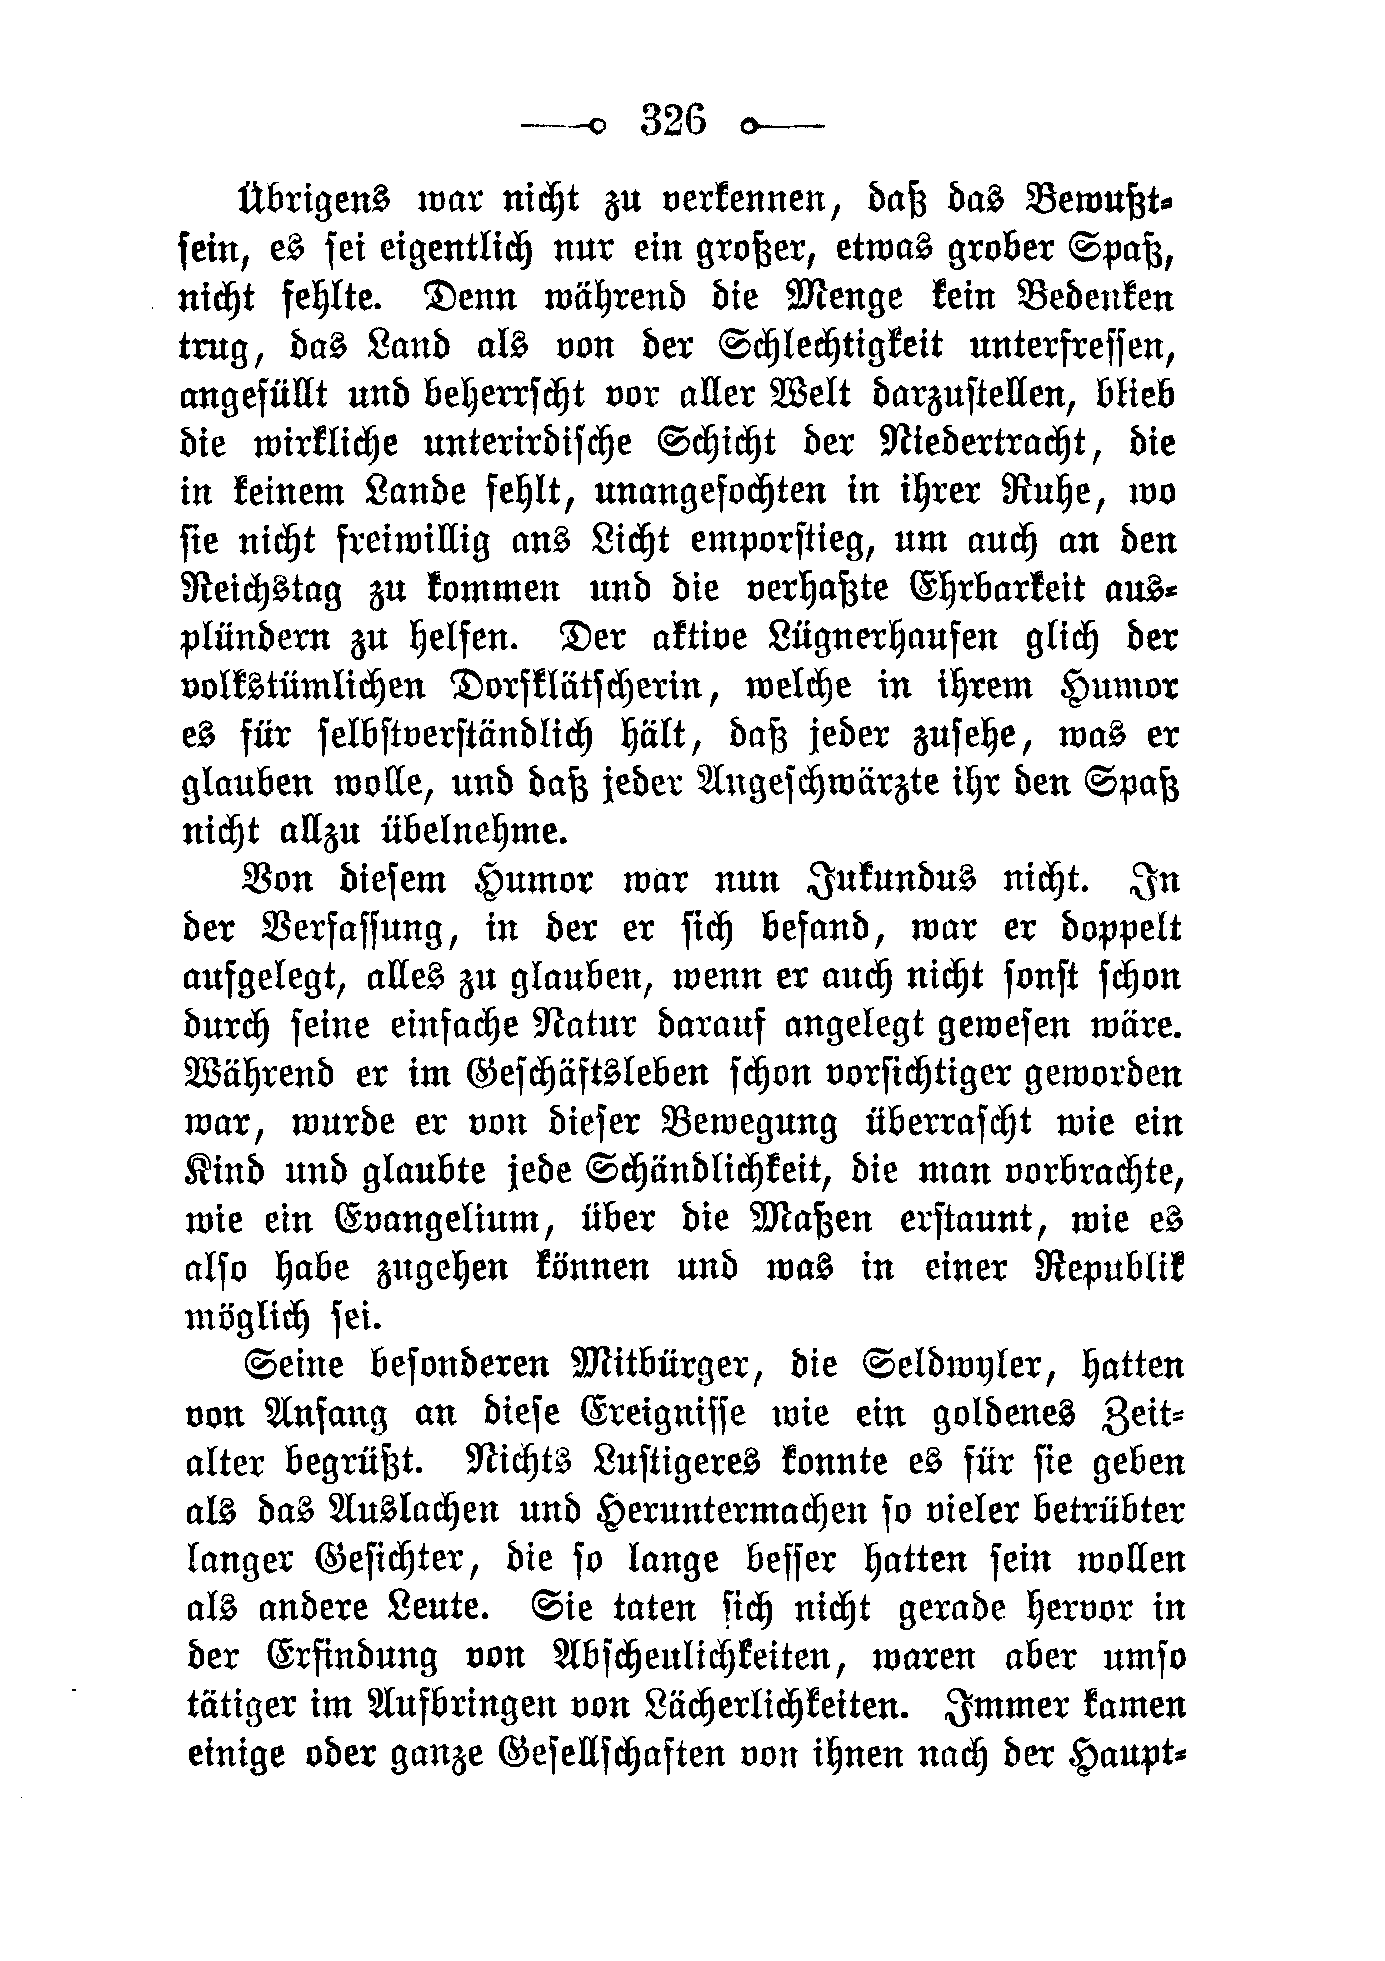 326
Übrigens war nicht zu verkennen, daß das Bewußt-
sein, es sei eigentlich nur ein großer, etwas grober Spaß,
nicht fehlte. Denn während die Menge kein Bedenken
trug, das Land als von der Schlechtigkeit unterfressen,
angefüllt und beherrscht vor aller Welt darzustellen, blieb
die wirkliche unterirdische Schicht der Niedertracht, die
in keinem Lande fehlt, unangefochten in ihrer Ruhe, wo
sie nicht freiwillig ans Licht emporstieg, um auch an den
Reichstag zu kommen und die verhaßte Ehrbarkeit aus-
plündern zu helfen. Der aktive Lügnerhaufen glich der
volkstümlichen Dorfklätscherin, welche in ihrem Humor
es für selbstverständlich hält, daß jeder zusehe, was er
glauben wolle, und daß jeder Angeschwärzte ihr den Spaß
nicht allzu übelnehme.
Von diesem Humor war nun Jukundus nicht. In
der Verfassung, in der er sich befand, war er doppelt
aufgelegt, alles zu glauben, wenn er auch nicht sonst schon
durch seine einfache Natur darauf angelegt gewesen wäre.
Während er im Geschäftsleben schon vorsichtiger geworden
war, wurde er von dieser Bewegung überrascht wie ein
Kind und glaubte jede Schändlichkeit, die man vorbrachte,
wie ein Evangelium, über die Maßen erstaunt, wie es
also habe zugehen können und was in einer Republik
möglich sei.
Seine besonderen Mitbürger, die Seldwyler, hatten
von Anfang an diese Ereignisse wie ein goldenes Zeit-
alter begrüßt. Nichts Lustigeres konnte es für sie geben
als das Auslachen und Heruntermachen so vieler betrübter
langer Gesichter, die so lange besser hatten sein wollen
als andere Leute. Sie taten sich nicht gerade hervor in
der Erfindung von Abscheulichkeiten, waren aber umso
tätiger im Aufbringen von Lächerlichkeiten. Immer kamen
einige oder ganze Gesellschaften von ihnen nach der Haupt-